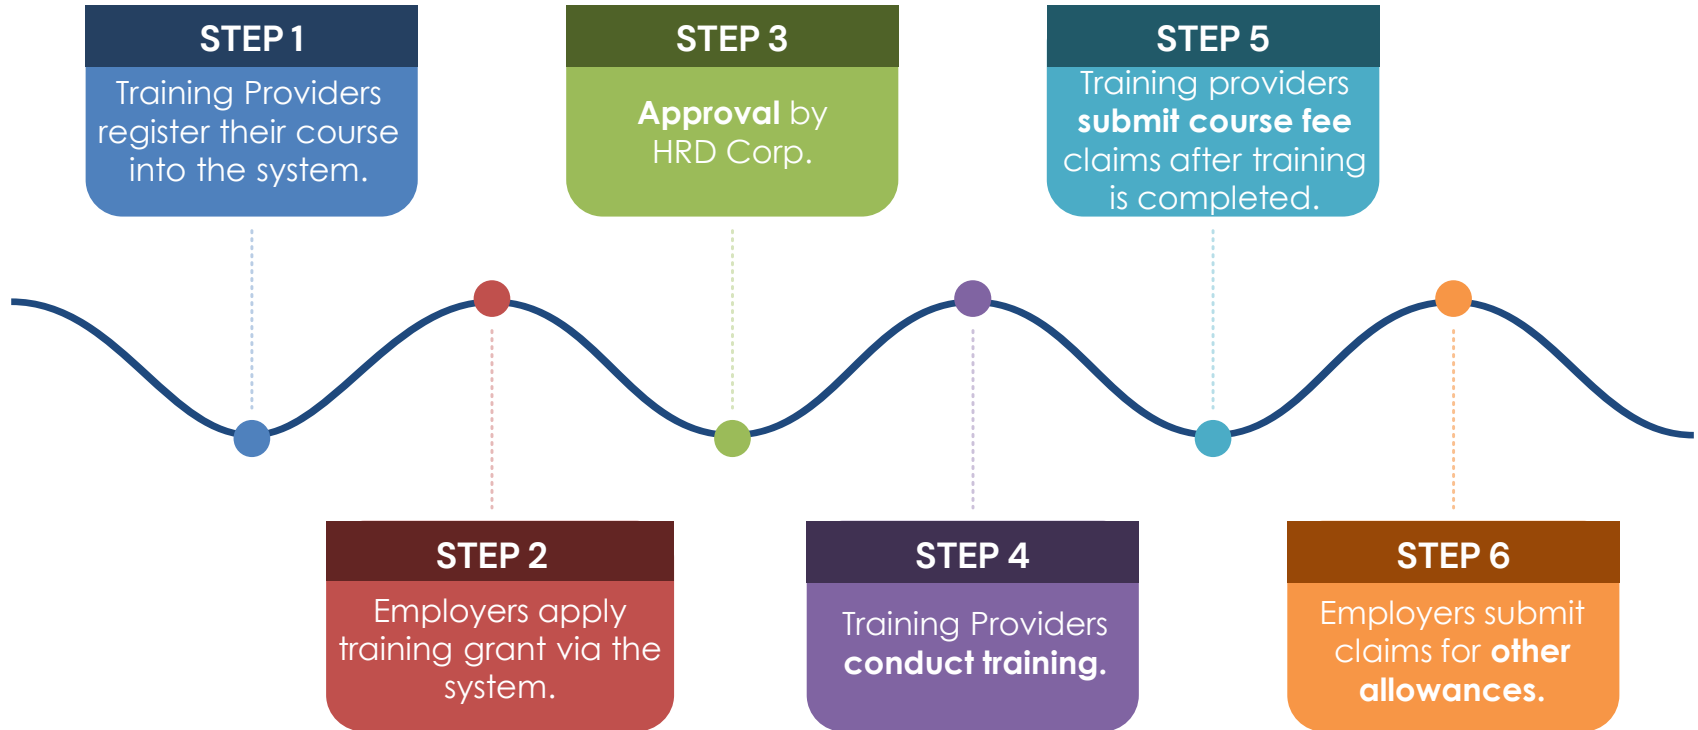 STEP 1
Training Providers
register their course
into the system.
STEP 2
Employers apply
training grant via the
system.
STEP 3
Approval by
HRD Corp.
STEP 4
Training Providers
conduct training.
STEP 5
Training providers
submit course fee
claims after training
is completed.
STEP 6
Employers submit
claims for other
allowances.